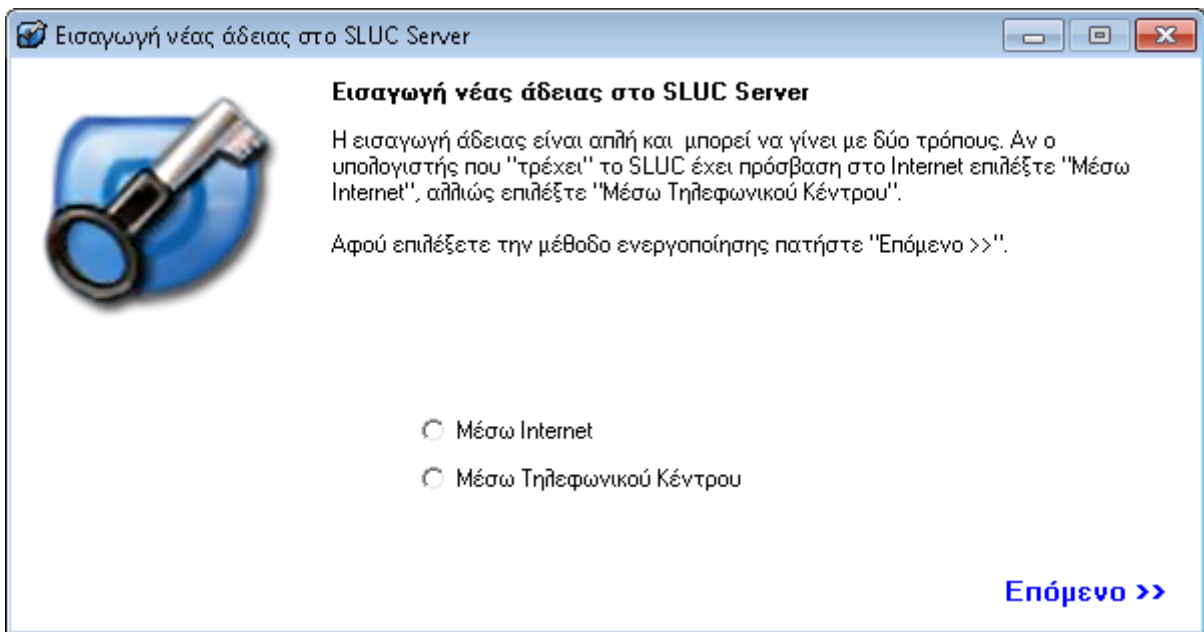 Εισαγωγή νέας άδειας στο SLUC Server
Εισαγωγή νέας άδειας στο SLUC Server
Η εισαγωγή άδειας είναι απλή και μπορεί να γίνει με δύο τρόπους. Αν ο
υπολογιστής που "τρέχει" το SLUC έχει πρόσβαση στο Internet επιλέξτε "Μέσω
Internet", αλλιώς επιλέξτε "Μέσω Τηλεφωνικού Κέντρου".
Αφού επιλέξετε την μέθοδο ενεργοποίησης πατήστε "Επόμενο >>".
Μέσω Internet
Μέσω Τηλεφωνικού Κέντρου
Επόμενο >>